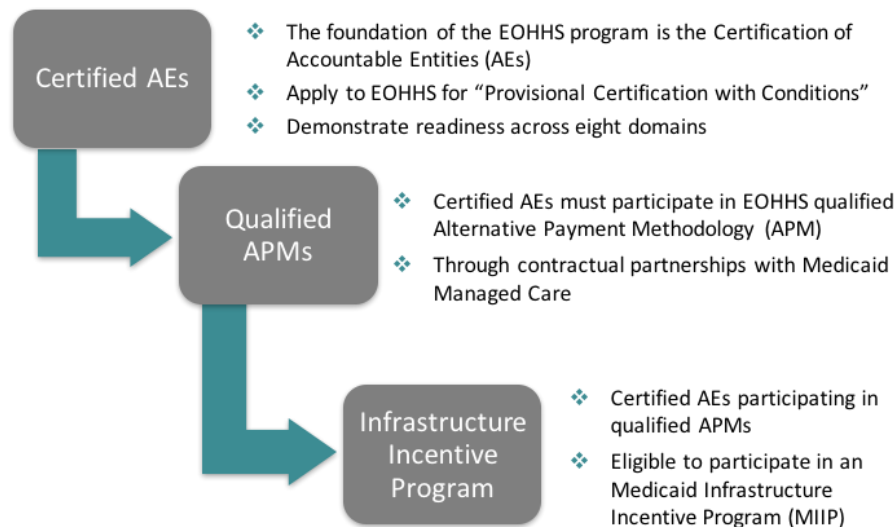 Certified AEs
❖ The foundation of the EOHHS program is the Certification of
Accountable Entities (AEs)
❖ Apply to EOHHS for “Provisional Certification with Conditions”
❖ Demonstrate readiness across eight domains
Qualified
APMs
❖ Certified AEs must participate in EOHHS qualified
Alternative Payment Methodology (APM)
❖ Through contractual partnerships with Medicaid
Managed Care
Infrastructure
Incentive
Program
❖ Certified AEs participating in
qualified APMs
❖ Eligible to participate in an
Medicaid Infrastructure
Incentive Program (MIIP)